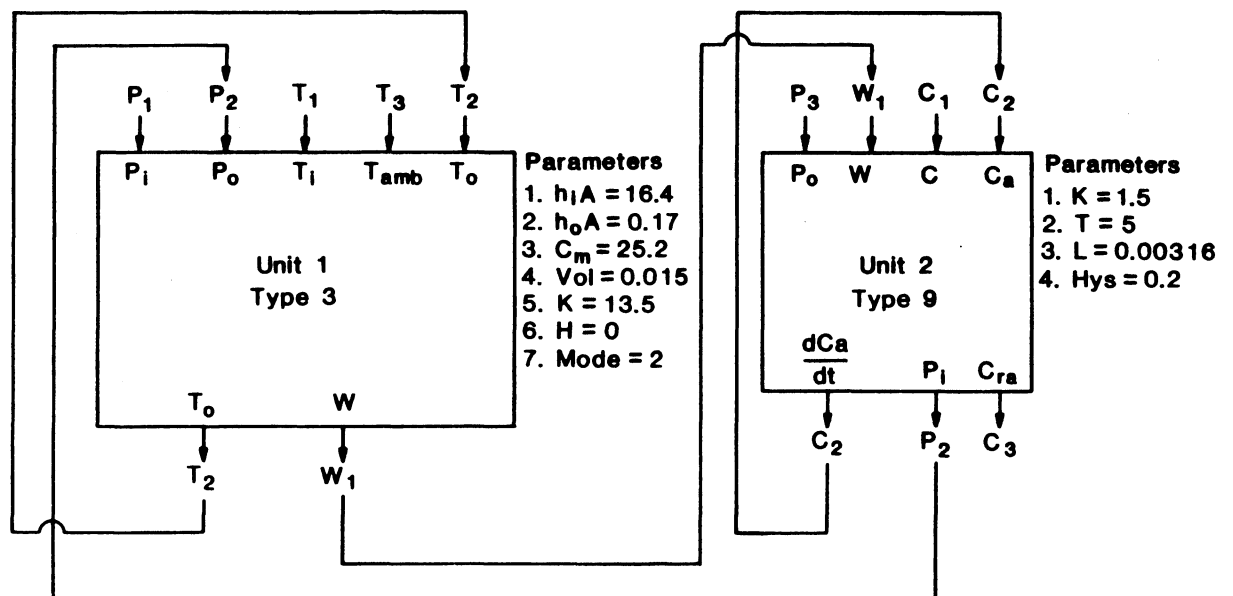 P1 P2 T1 T3 T2
Pi Po Ti Tamb To
Unit 1
Type 3
To W
T2 W1
Parameters
1. hiA = 16.4
2. hoA = 0.17
3. Cm = 25.2
4. Vol = 0.015
5. K = 13.5
6. H = 0
7. Mode = 2
P3 W1 C1 C2
Po W C Ca
Unit 2
Type 9
dCa
dt
Pi Cra
C2 P2 C3
Parameters
1. K = 1.5
2. T = 5
3. L = 0.00316
4. Hys = 0.2